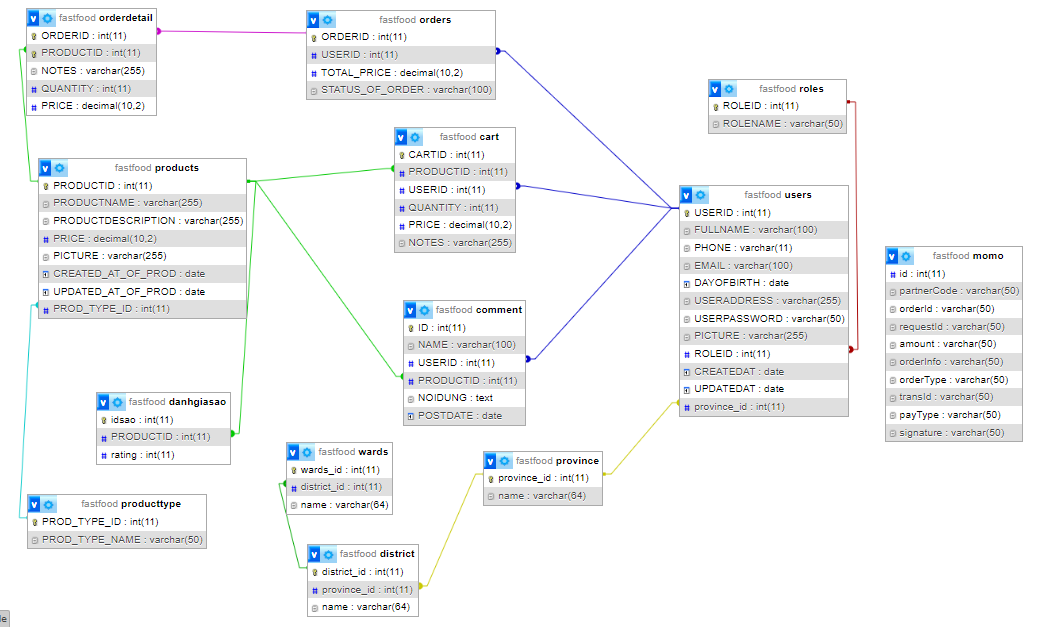 fastfood orderdetail
ORDERID : int(11)
PRODUCTID : int(11)
NOTES : varchar(255)
QUANTITY : int(11)
PRICE : decimal(10,2)
fastfood orders
ORDERID : int(11)
USERID : int(11)
TOTAL_PRICE : decimal(10,2)
STATUS_OF_ORDER : varchar(100)
fastfood roles
ROLEID : int(11)
ROLENAME : varchar(50)
fastfood cart
CARTID : int(11)
PRODUCTID : int(11)
USERID : int(11)
QUANTITY : int(11)
PRICE : decimal(10,2)
NOTES : varchar(255)
fastfood products
PRODUCTID : int(11)
PRODUCTNAME : varchar(255)
PRODUCTDESCRIPTION : varchar(255)
PRICE : decimal(10,2)
PICTURE : varchar(255)
CREATED_AT_OF_PROD : date
UPDATED_AT_OF_PROD : date
PROD_TYPE_ID : int(11)
fastfood users
USERID : int(11)
FULLNAME : varchar(100)
PHONE : varchar(11)
EMAIL : varchar(100)
DAYOFBIRTH : date
USERADDRESS : varchar(255)
USERPASSWORD : varchar(50)
PICTURE : varchar(255)
ROLEID : int(11)
CREATEDAT : date
UPDATEDAT : date
province_id : int(11)
fastfood momo
id : int(11)
partnerCode : varchar(50)
orderId : varchar(50)
requestId : varchar(50)
amount : varchar(50)
orderInfo : varchar(50)
orderType : varchar(50)
transId : varchar(50)
payType : varchar(50)
signature : varchar(50)
fastfood comment
ID : int(11)
NAME : varchar(100)
USERID : int(11)
PRODUCTID : int(11)
NOIDUNG : text
POSTDATE : date
fastfood danhgiasao
idsao : int(11)
PRODUCTID : int(11)
rating : int(11)
fastfood wards
wards_id : int(11)
district_id : int(11)
name : varchar(64)
fastfood province
province_id : int(11)
name : varchar(64)
fastfood producttype
PROD_TYPE_ID : int(11)
PROD_TYPE_NAME : varchar(50)
fastfood district
district_id : int(11)
province_id : int(11)
name : varchar(64)